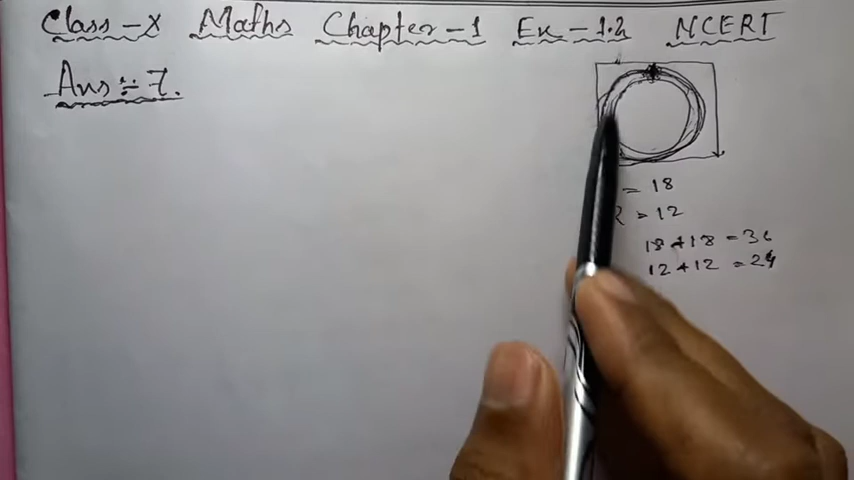 Class - X Maths Chapter - 1 Ex - 1.2 NCERT
Ans ÷ 7.
= 18
R = 12
18 + 18 = 36
12 + 12 = 24